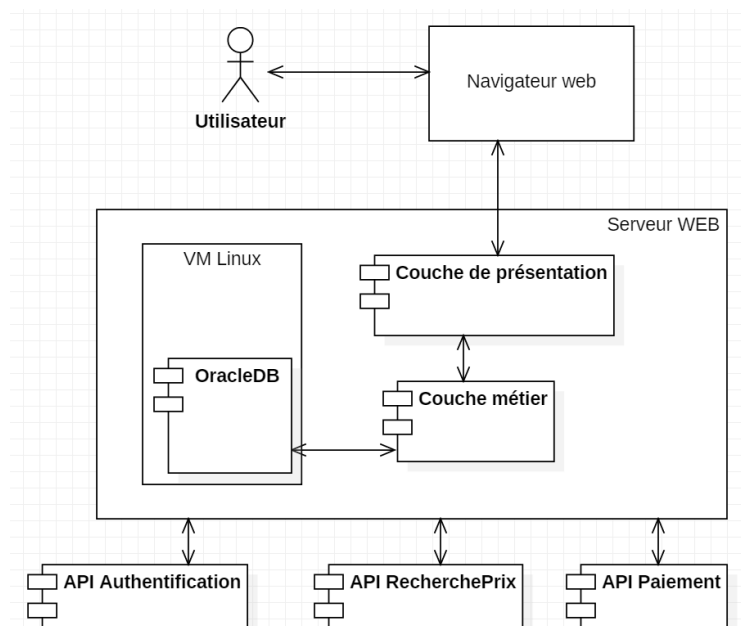 Utilisateur
Navigateur web
Serveur WEB
VM Linux
Couche de présentation
OracleDB
Couche métier
API Authentification
API RecherchePrix
API Paiement